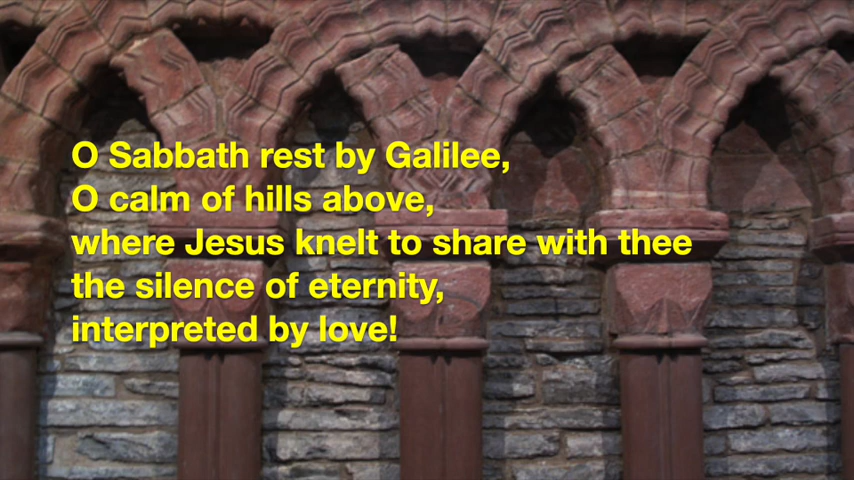 O Sabbath rest by Galilee,
O calm of hills above,
where Jesus knelt to share with thee
the silence of eternity,
interpreted by love!